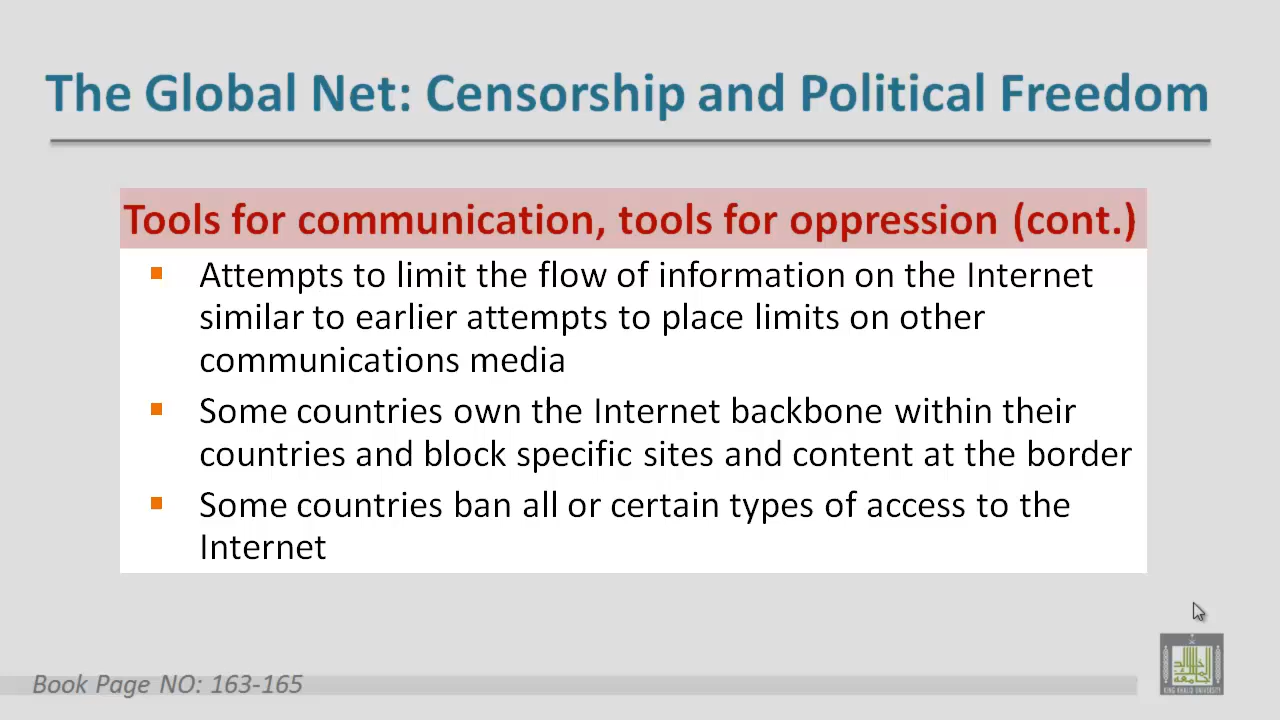 The Global Net: Censorship and Political Freedom
Tools for communication, tools for oppression (cont.)
▪ Attempts to limit the flow of information on the Internet
similar to earlier attempts to place limits on other
communications media
▪ Some countries own the Internet backbone within their
countries and block specific sites and content at the border
▪ Some countries ban all or certain types of access to the
Internet
Book Page NO: 163-165
KING KHALID UNIVERSITY